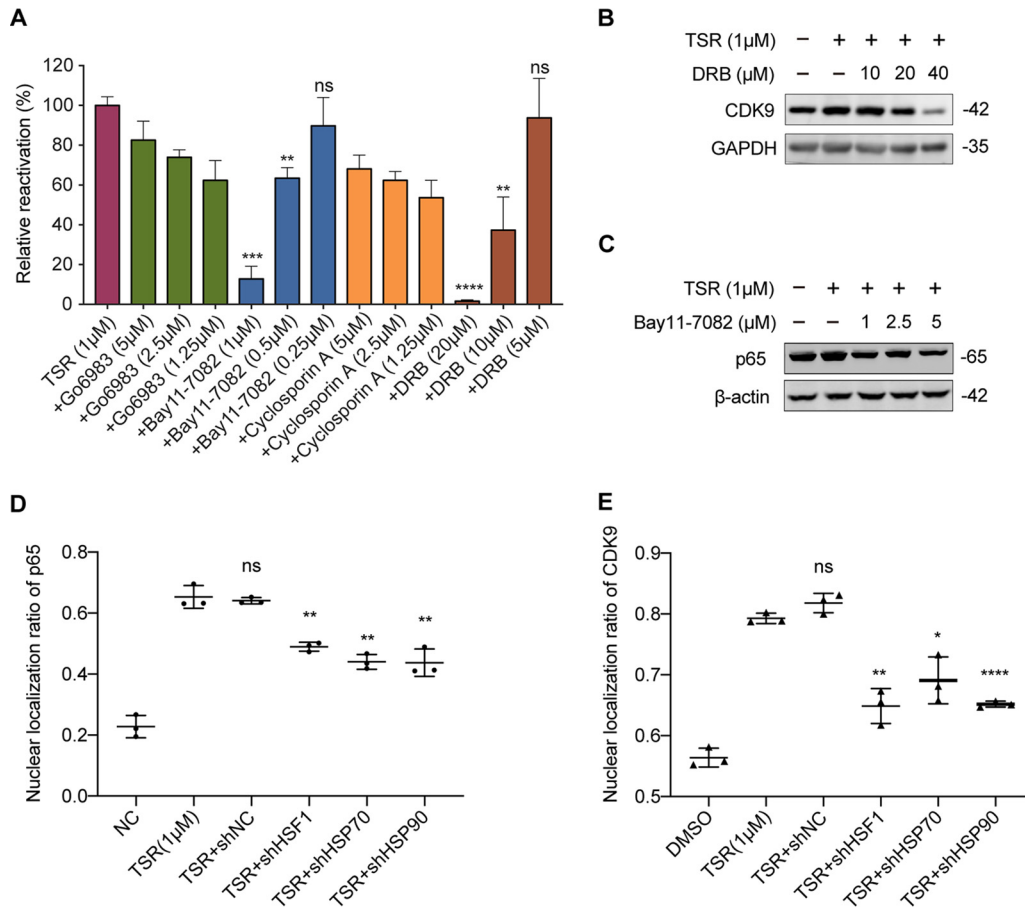 A
Relative reactivation (%)
120
100
80
60
40
20
0
***
**
ns
****
**
ns
TSR (1μM)
+Go6983 (5μM)
+Go6983 (2.5μM)
+Go6983 (1.25μM)
+Bay11-7082 (1μM)
+Bay11-7082 (0.5μM)
+Bay11-7082 (0.25μM)
+Cyclosporin A (5μM)
+Cyclosporin A (2.5μM)
+Cyclosporin A (1.25μM)
+DRB (20μM)
+DRB (10μM)
+DRB (5μM)
B
TSR (1μM) – + + + +
DRB (μM) – – 10 20 40
CDK9 -42
GAPDH -35
C
TSR (1μM) – + + + +
Bay11-7082 (μM) – – 1 2.5 5
p65 -65
β-actin -42
D
Nuclear localization ratio of p65
0.8
0.6
0.4
0.2
0.0
ns
**
**
**
NC
TSR(1μM)
TSR+shNC
TSR+shHSF1
TSR+shHSP70
TSR+shHSP90
E
Nuclear localization ratio of CDK9
0.9
0.8
0.7
0.6
0.5
ns
**
*
****
DMSO
TSR(1μM)
TSR+shNC
TSR+shHSF1
TSR+shHSP70
TSR+shHSP90